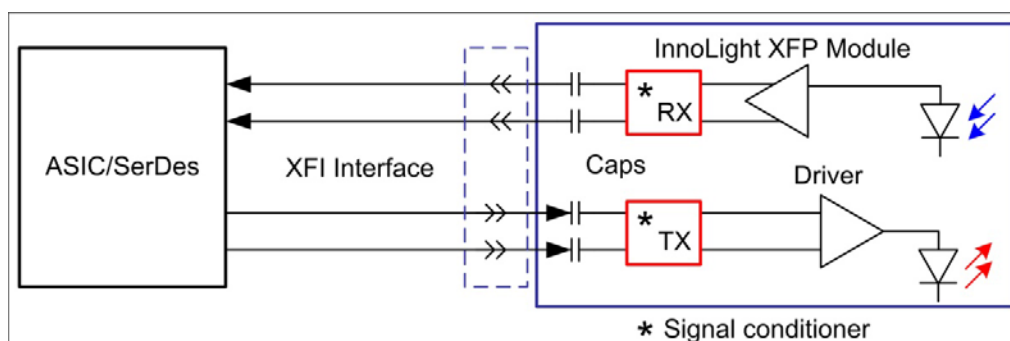 InnoLight XFP Module
* RX
ASIC/SerDes
XFI Interface
Caps
Driver
* TX
* Signal conditioner